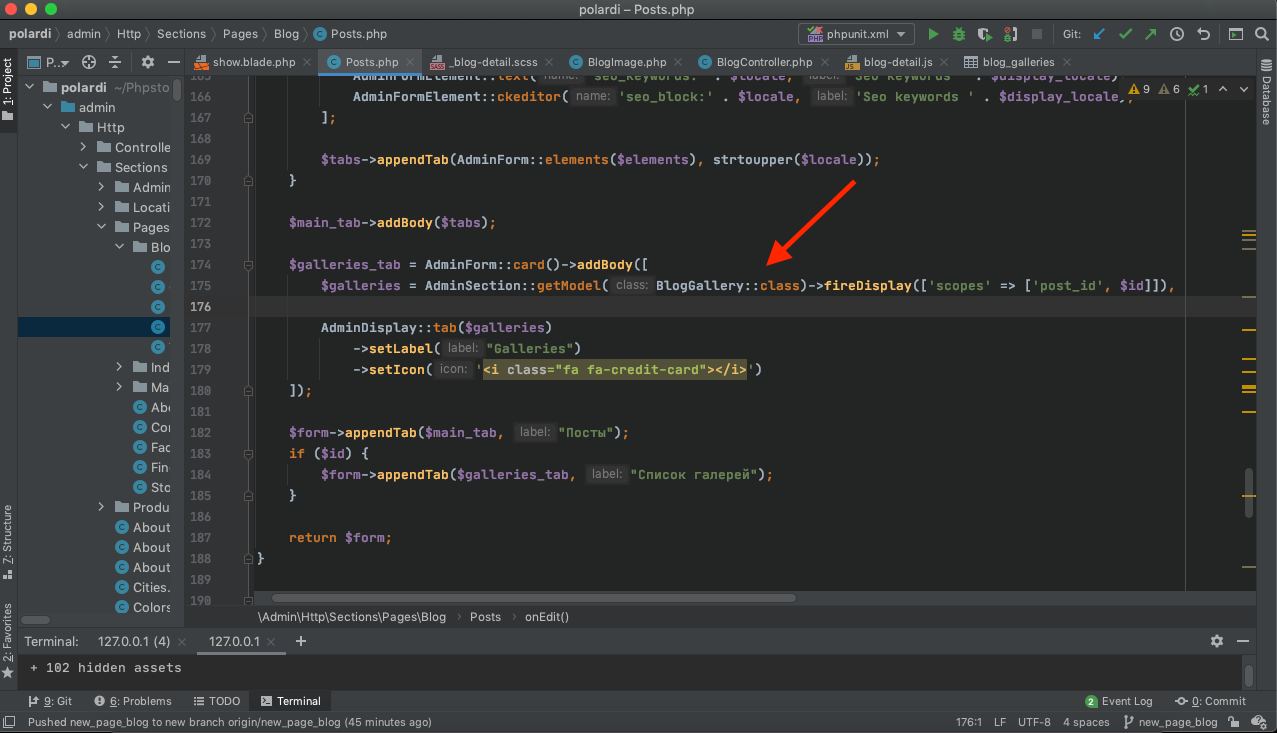 polardi – Posts.php
polardi admin Http Sections Pages Blog Posts.php phpunit.xml Git:
P.. show.blade.php Posts.php _blog-detail.scss BlogImage.php BlogController.php blog-detail.js blog_galleries
1: Project
Database
polardi ~/Phpsto
admin
Http
Controlle
Sections
Admin
Locati
Pages
Blo
Ind
Ma
Abo
Con
Fac
Fin
Sto
Produ
About
About
About
Cities.
Colors
9 6 1
165 AdminFormElement::text( name: 'seo_keywords:' . $locale, label: 'Seo keywords ' . $display_locale)
166 AdminFormElement::ckeditor( name: 'seo_block:' . $locale, label: 'Seo keywords ' . $display_locale),
167 ];
168
169 $tabs->appendTab(AdminForm::elements($elements), strtoupper($locale));
170 }
171
172 $main_tab->addBody($tabs);
173
174 $galleries_tab = AdminForm::card()->addBody([
175 $galleries = AdminSection::getModel( class: BlogGallery::class)->fireDisplay(['scopes' => ['post_id', $id]]),
176
177 AdminDisplay::tab($galleries)
178 ->setLabel( label: "Galleries")
179 ->setIcon( icon: '<i class="fa fa-credit-card"></i>')
180 ]);
181
182 $form->appendTab($main_tab, label: "Посты");
183 if ($id) {
184 $form->appendTab($galleries_tab, label: "Список галерей");
185 }
186
187 return $form;
188 }
189
190
\Admin\Http\Sections\Pages\Blog Posts onEdit()
Z: Structure
2: Favorites
Terminal: 127.0.0.1 (4) 127.0.0.1
+ 102 hidden assets
9: Git 6: Problems TODO Terminal 2 Event Log 0: Commit
Pushed new_page_blog to new branch origin/new_page_blog (45 minutes ago) 176:1 LF UTF-8 4 spaces new_page_blog